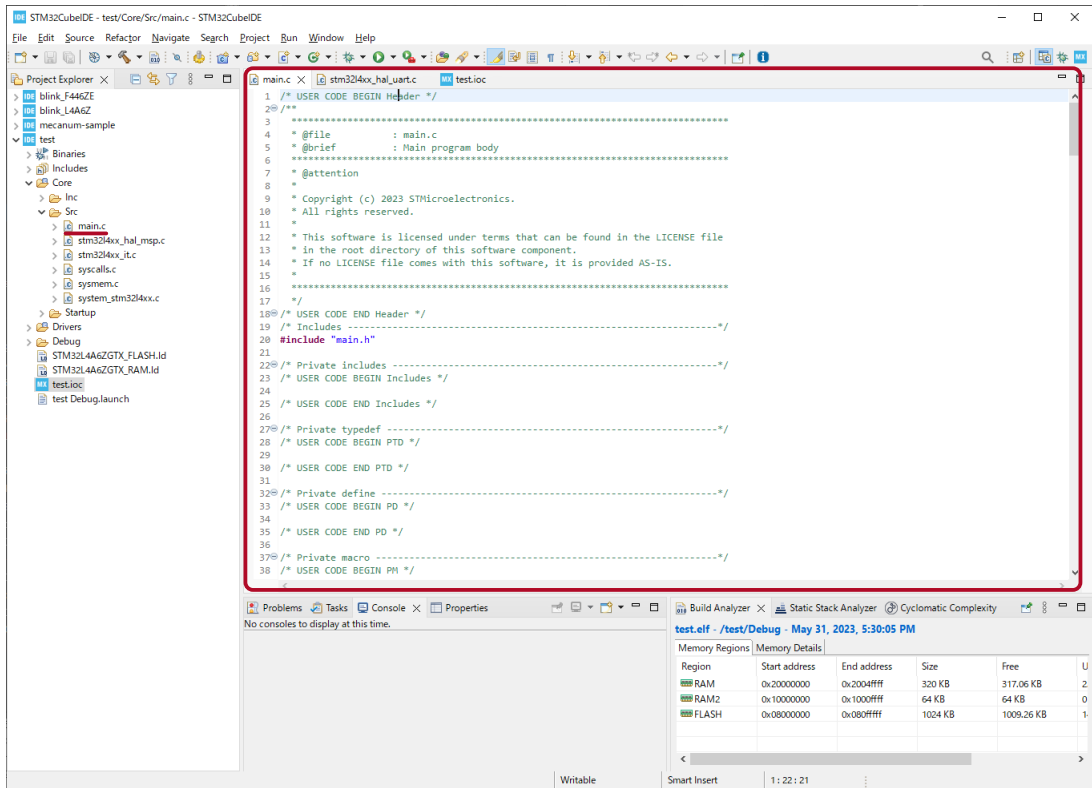 IDE STM32CubeIDE - test/Core/Src/main.c - STM32CubeIDE
File Edit Source Refactor Navigate Search Project Run Window Help
Project Explorer
IDE blink_F446ZE
IDE blink_L4A6Z
IDE mecanum-sample
IDE test
Binaries
Includes
Core
Inc
Src
main.c
stm32l4xx_hal_msp.c
stm32l4xx_it.c
syscalls.c
sysmem.c
system_stm32l4xx.c
Startup
Drivers
Debug
STM32L4A6ZGTX_FLASH.ld
STM32L4A6ZGTX_RAM.ld
MX test.ioc
test Debug.launch
main.c stm32l4xx_hal_uart.c MX test.ioc
1 /* USER CODE BEGIN Header */
2 /**
3 ******************************************************************************
4 * @file : main.c
5 * @brief : Main program body
6 ******************************************************************************
7 * @attention
8 *
9 * Copyright (c) 2023 STMicroelectronics.
10 * All rights reserved.
11 *
12 * This software is licensed under terms that can be found in the LICENSE file
13 * in the root directory of this software component.
14 * If no LICENSE file comes with this software, it is provided AS-IS.
15 *
16 ******************************************************************************
17 */
18 /* USER CODE END Header */
19 /* Includes ------------------------------------------------------------------*/
20 #include "main.h"
21
22 /* Private includes ----------------------------------------------------------*/
23 /* USER CODE BEGIN Includes */
24
25 /* USER CODE END Includes */
26
27 /* Private typedef -----------------------------------------------------------*/
28 /* USER CODE BEGIN PTD */
29
30 /* USER CODE END PTD */
31
32 /* Private define ------------------------------------------------------------*/
33 /* USER CODE BEGIN PD */
34
35 /* USER CODE END PD */
36
37 /* Private macro -------------------------------------------------------------*/
38 /* USER CODE BEGIN PM */
Problems Tasks Console Properties
No consoles to display at this time.
Build Analyzer Static Stack Analyzer Cyclomatic Complexity
test.elf - /test/Debug - May 31, 2023, 5:30:05 PM
Memory Regions Memory Details
Region Start address End address Size Free U
RAM 0x20000000 0x2004ffff 320 KB 317.06 KB 2
RAM2 0x10000000 0x1000ffff 64 KB 64 KB 0
FLASH 0x08000000 0x080fffff 1024 KB 1009.26 KB 1
Writable Smart Insert 1 : 22 : 21